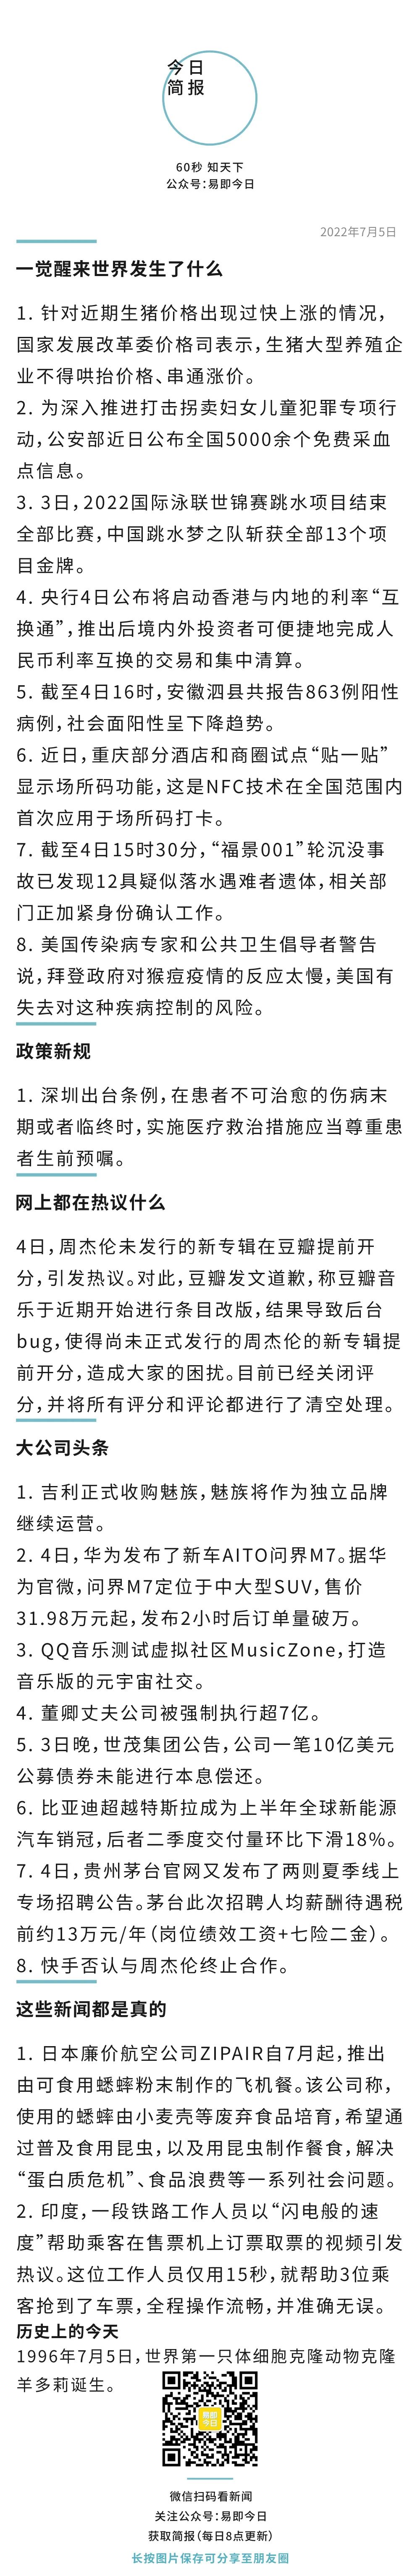 今日
简报
60秒 知天下
公众号：易即今日
2022年7月5日
一觉醒来世界发生了什么
1. 针对近期生猪价格出现过快上涨的情况，
国家发展改革委价格司表示，生猪大型养殖企
业不得哄抬价格、串通涨价。
2. 为深入推进打击拐卖妇女儿童犯罪专项行
动，公安部近日公布全国5000余个免费采血
点信息。
3. 3日，2022国际泳联世锦赛跳水项目结束
全部比赛，中国跳水梦之队斩获全部13个项
目金牌。
4. 央行4日公布将启动香港与内地的利率“互
换通”，推出后境内外投资者可便捷地完成人
民币利率互换的交易和集中清算。
5. 截至4日16时，安徽泗县共报告863例阳性
病例，社会面阳性呈下降趋势。
6. 近日，重庆部分酒店和商圈试点“贴一贴”
显示场所码功能，这是NFC技术在全国范围内
首次应用于场所码打卡。
7. 截至4日15时30分，“福景001”轮沉没事
故已发现12具疑似落水遇难者遗体，相关部
门正加紧身份确认工作。
8. 美国传染病专家和公共卫生倡导者警告
说，拜登政府对猴痘疫情的反应太慢，美国有
失去对这种疾病控制的风险。
政策新规
1. 深圳出台条例，在患者不可治愈的伤病末
期或者临终时，实施医疗救治措施应当尊重患
者生前预嘱。
网上都在热议什么
4日，周杰伦未发行的新专辑在豆瓣提前开
分，引发热议。对此，豆瓣发文道歉，称豆瓣音
乐于近期开始进行条目改版，结果导致后台
bug，使得尚未正式发行的周杰伦的新专辑提
前开分，造成大家的困扰。目前已经关闭评
分，并将所有评分和评论都进行了清空处理。
大公司头条
1. 吉利正式收购魅族，魅族将作为独立品牌
继续运营。
2. 4日，华为发布了新车AITO问界M7。据华
为官微，问界M7定位于中大型SUV，售价
31.98万元起，发布2小时后订单量破万。
3. QQ音乐测试虚拟社区MusicZone，打造
音乐版的元宇宙社交。
4. 董卿丈夫公司被强制执行超7亿。
5. 3日晚，世茂集团公告，公司一笔10亿美元
公募债券未能进行本息偿还。
6. 比亚迪超越特斯拉成为上半年全球新能源
汽车销冠，后者二季度交付量环比下滑18%。
7. 4日，贵州茅台官网又发布了两则夏季线上
专场招聘公告。茅台此次招聘人均薪酬待遇税
前约13万元/年（岗位绩效工资+七险二金）。
8. 快手否认与周杰伦终止合作。
这些新闻都是真的
1. 日本廉价航空公司ZIPAIR自7月起，推出
由可食用蟋蟀粉末制作的飞机餐。该公司称，
使用的蟋蟀由小麦壳等废弃食品培育，希望通
过普及食用昆虫，以及用昆虫制作餐食，解决
“蛋白质危机”、食品浪费等一系列社会问题。
2. 印度，一段铁路工作人员以“闪电般的速
度”帮助乘客在售票机上订票取票的视频引发
热议。这位工作人员仅用15秒，就帮助3位乘
客抢到了车票，全程操作流畅，并准确无误。
历史上的今天
1996年7月5日，世界第一只体细胞克隆动物克隆
羊多莉诞生。
易即
今日
微信扫码看新闻
关注公众号：易即今日
获取简报（每日8点更新）
长按图片保存可分享至朋友圈